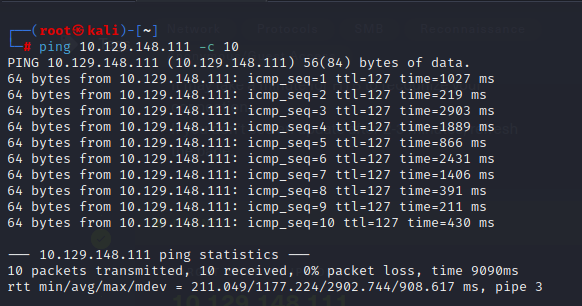 ┌──(root㉿kali)-[~]
└─# ping 10.129.148.111 -c 10
PING 10.129.148.111 (10.129.148.111) 56(84) bytes of data.
64 bytes from 10.129.148.111: icmp_seq=1 ttl=127 time=1027 ms
64 bytes from 10.129.148.111: icmp_seq=2 ttl=127 time=219 ms
64 bytes from 10.129.148.111: icmp_seq=3 ttl=127 time=2903 ms
64 bytes from 10.129.148.111: icmp_seq=4 ttl=127 time=1889 ms
64 bytes from 10.129.148.111: icmp_seq=5 ttl=127 time=866 ms
64 bytes from 10.129.148.111: icmp_seq=6 ttl=127 time=2431 ms
64 bytes from 10.129.148.111: icmp_seq=7 ttl=127 time=1406 ms
64 bytes from 10.129.148.111: icmp_seq=8 ttl=127 time=391 ms
64 bytes from 10.129.148.111: icmp_seq=9 ttl=127 time=211 ms
64 bytes from 10.129.148.111: icmp_seq=10 ttl=127 time=430 ms

--- 10.129.148.111 ping statistics ---
10 packets transmitted, 10 received, 0% packet loss, time 9090ms
rtt min/avg/max/mdev = 211.049/1177.224/2902.744/908.617 ms, pipe 3